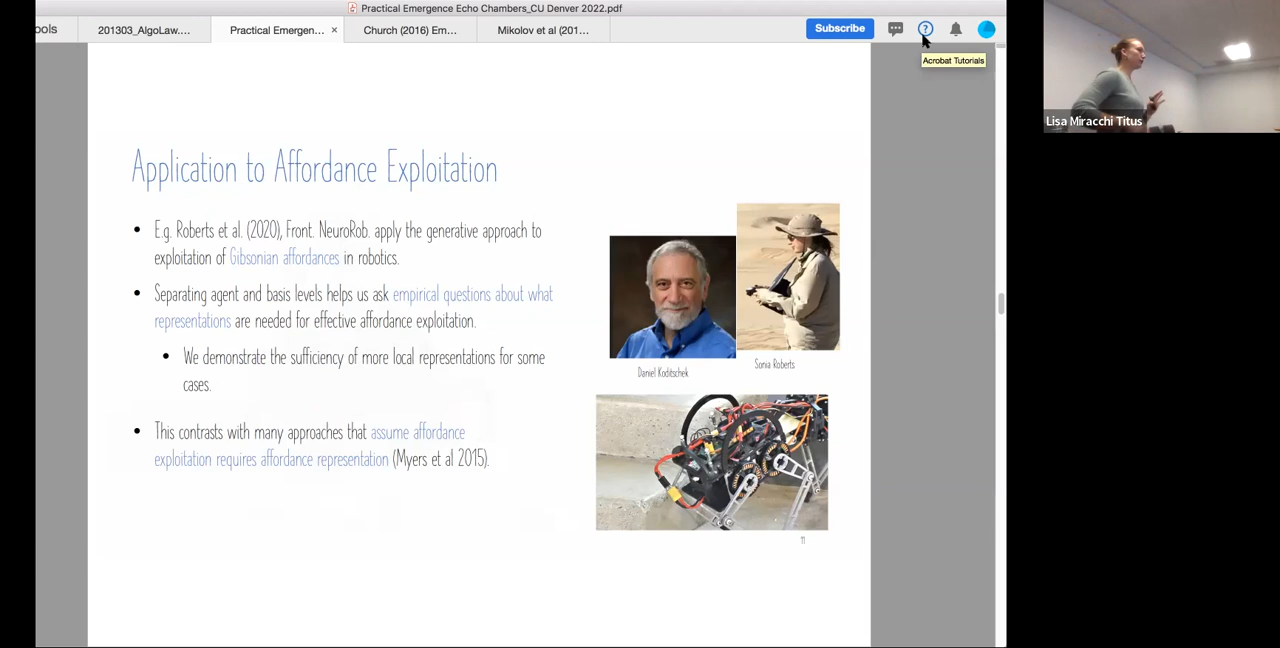 Practical Emergence Echo Chambers_CU Denver 2022.pdf
ools
201303_AlgoLaw....
Practical Emergen... ×
Church (2016) Em...
Mikolov et al (201...
Subscribe
?
Acrobat Tutorials
Lisa Miracchi Titus
Application to Affordance Exploitation
• E.g. Roberts et al. (2020), Front. NeuroRob. apply the generative approach to
exploitation of Gibsonian affordances in robotics.
• Separating agent and basis levels helps us ask empirical questions about what
representations are needed for effective affordance exploitation.
• We demonstrate the sufficiency of more local representations for some
cases.
• This contrasts with many approaches that assume affordance
exploitation requires affordance representation (Myers et al 2015).
Daniel Koditschek
Sonia Roberts
11